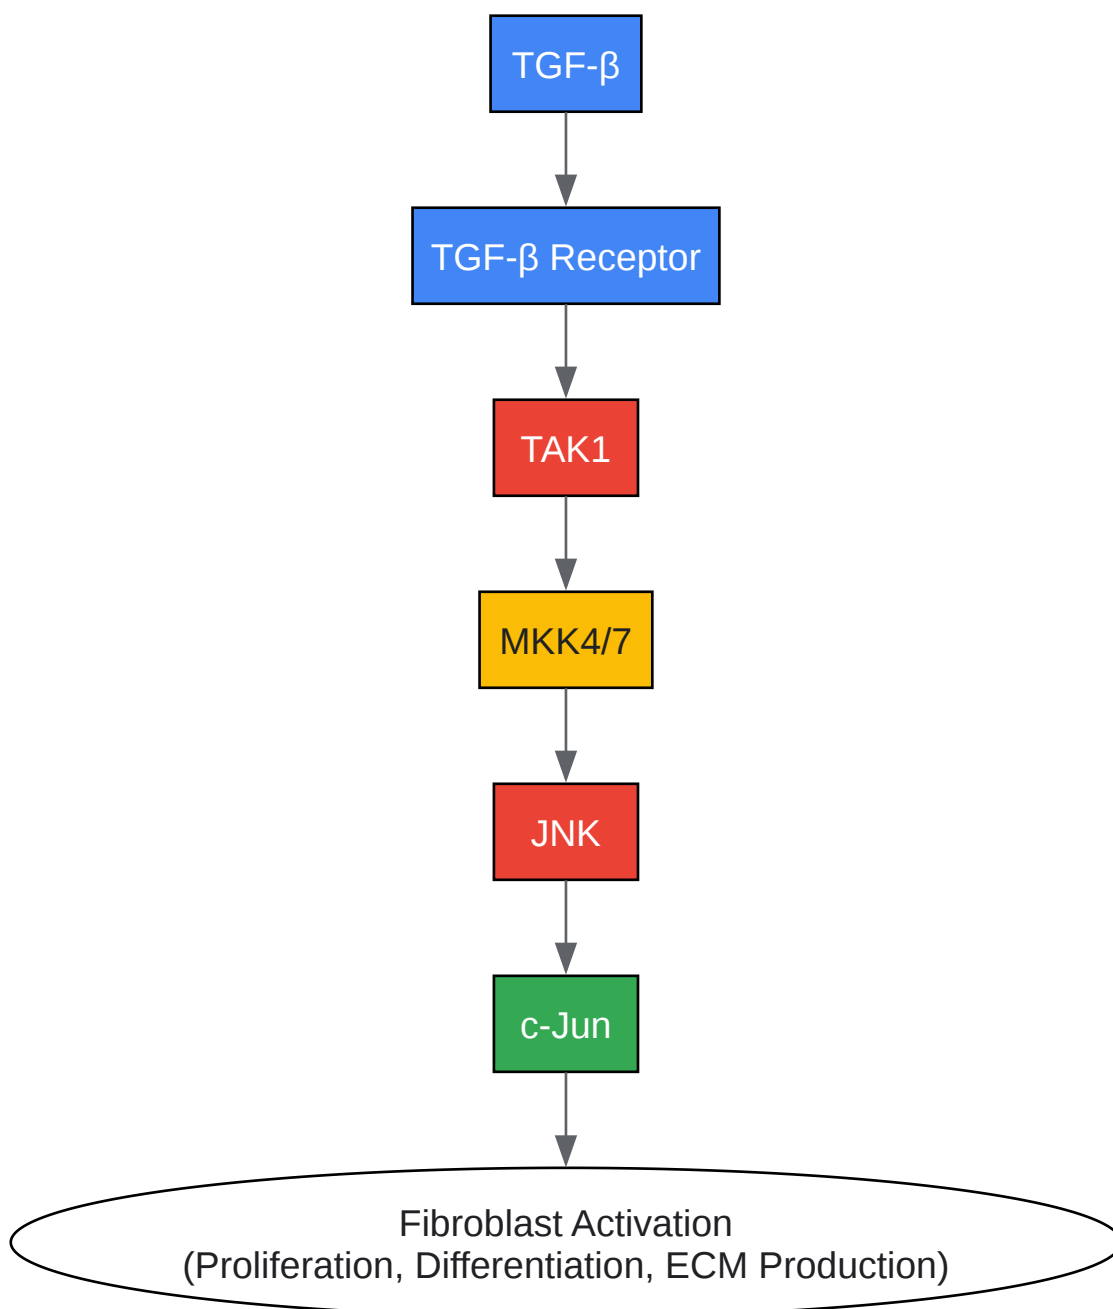 TGF-β
TGF-β Receptor
TAK1
MKK4/7
JNK
c-Jun
Fibroblast Activation
(Proliferation, Differentiation, ECM Production)